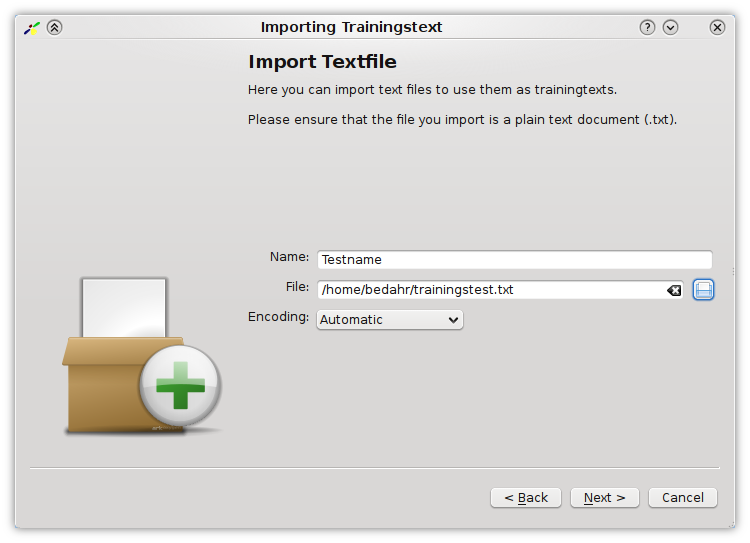 Importing Trainingstext
Import Textfile
Here you can import text files to use them as trainingtexts.
Please ensure that the file you import is a plain text document (.txt).
Name: Testname
File: /home/bedahr/trainingstest.txt
Encoding: Automatic
< Back Next > Cancel